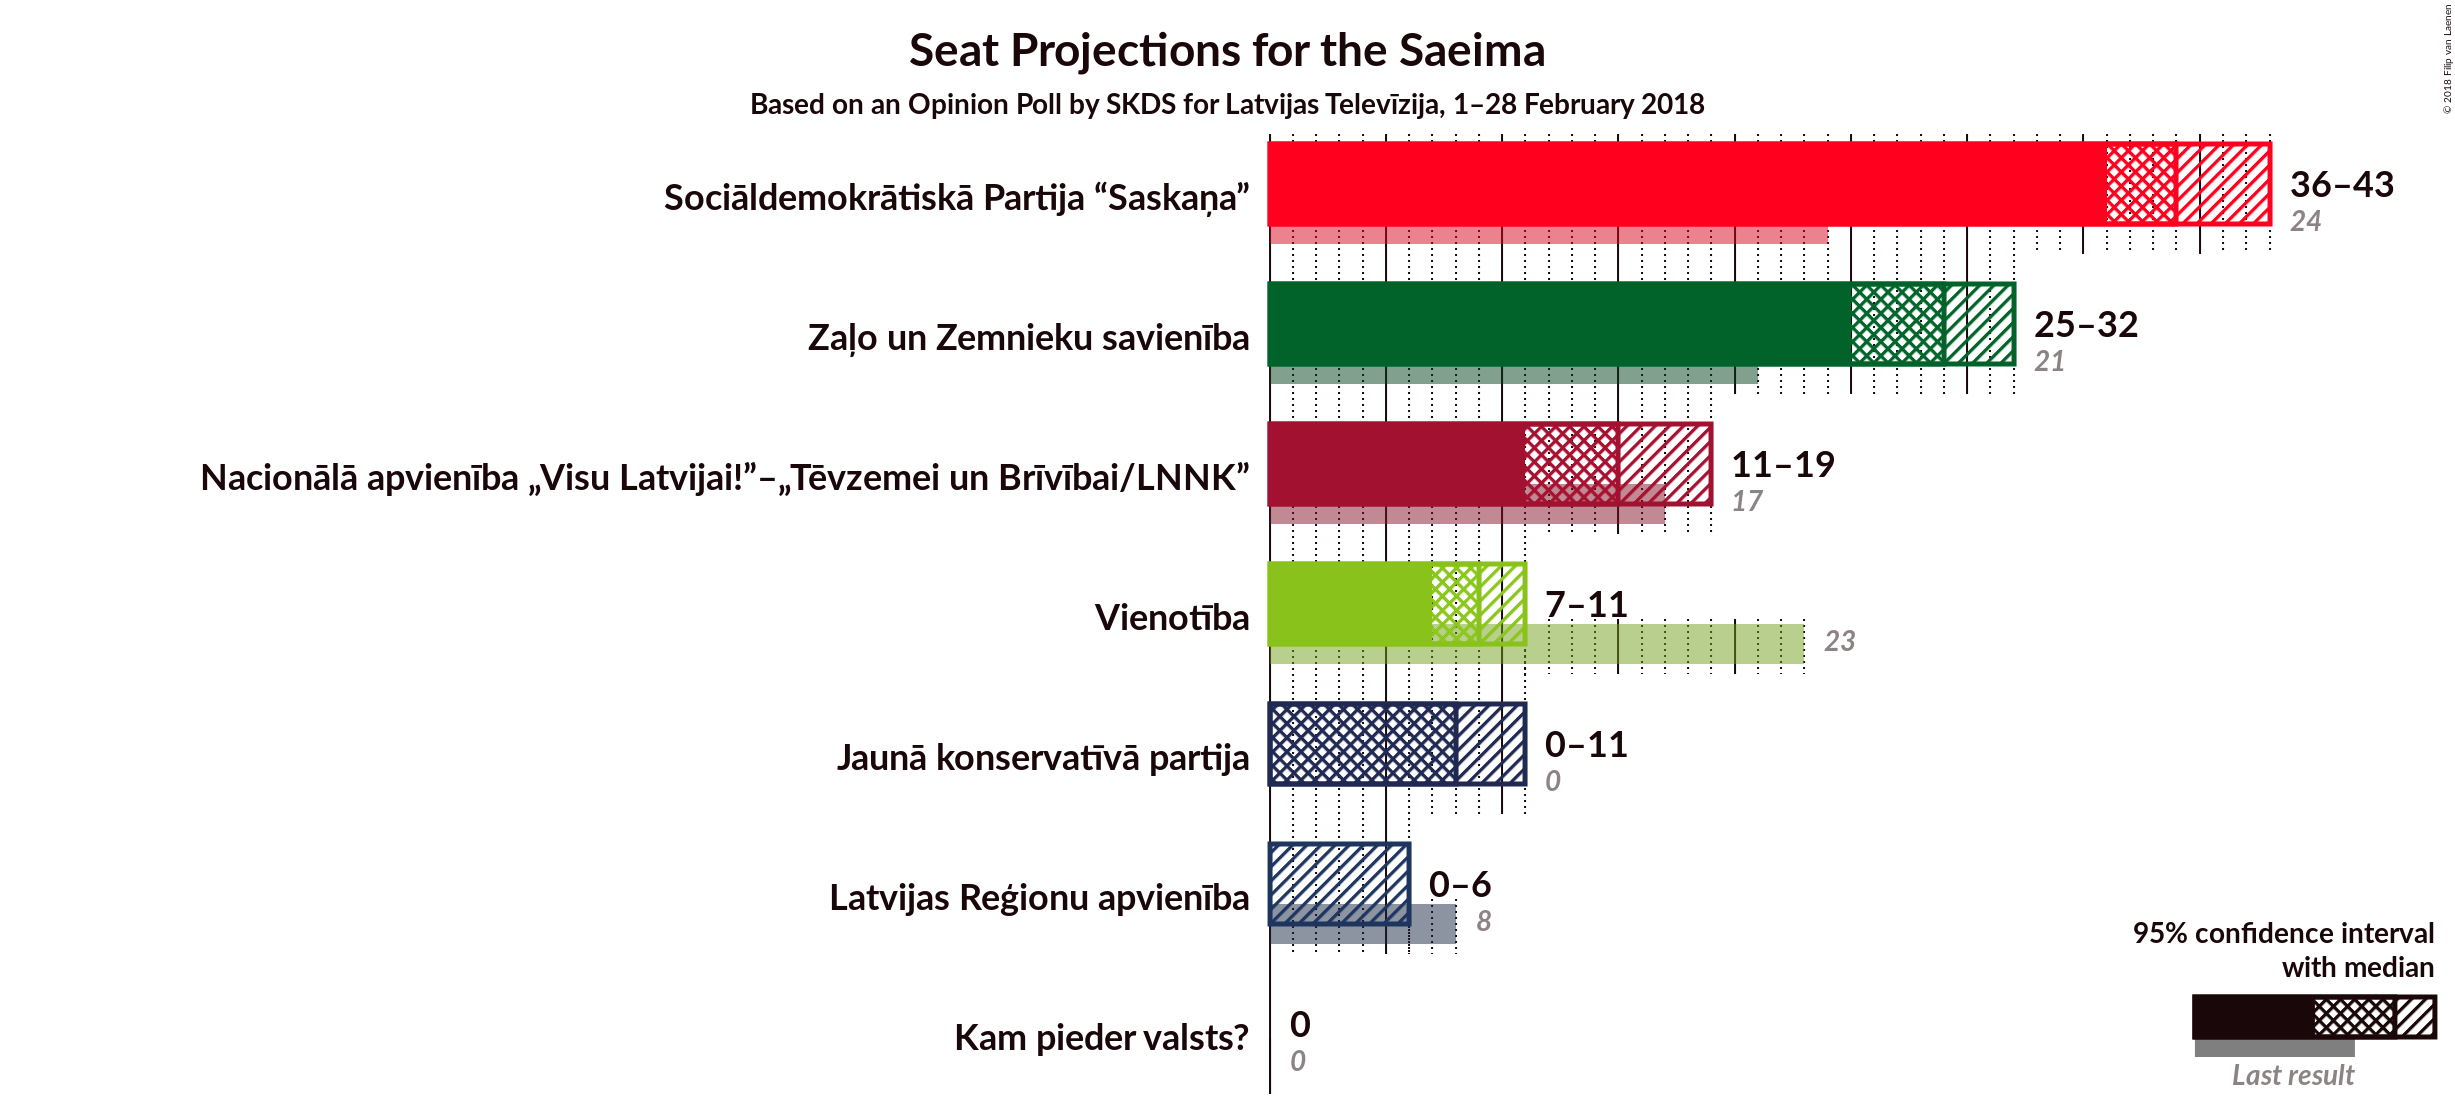 Seat Projections for the Saeima
Based on an Opinion Poll by SKDS for Latvijas Televīzija, 1–28 February 2018
© 2018 Filip van Laenen
Sociāldemokrātiskā Partija “Saskaņa”
36–43
24
Zaļo un Zemnieku savienība
25–32
21
Nacionālā apvienība „Visu Latvijai!”–„Tēvzemei un Brīvībai/LNNK”
11–19
17
Vienotība
7–11
23
Jaunā konservatīvā partija
0–11
0
Latvijas Reģionu apvienība
0–6
8
Kam pieder valsts?
0
0
95% confidence interval
with median
Last result